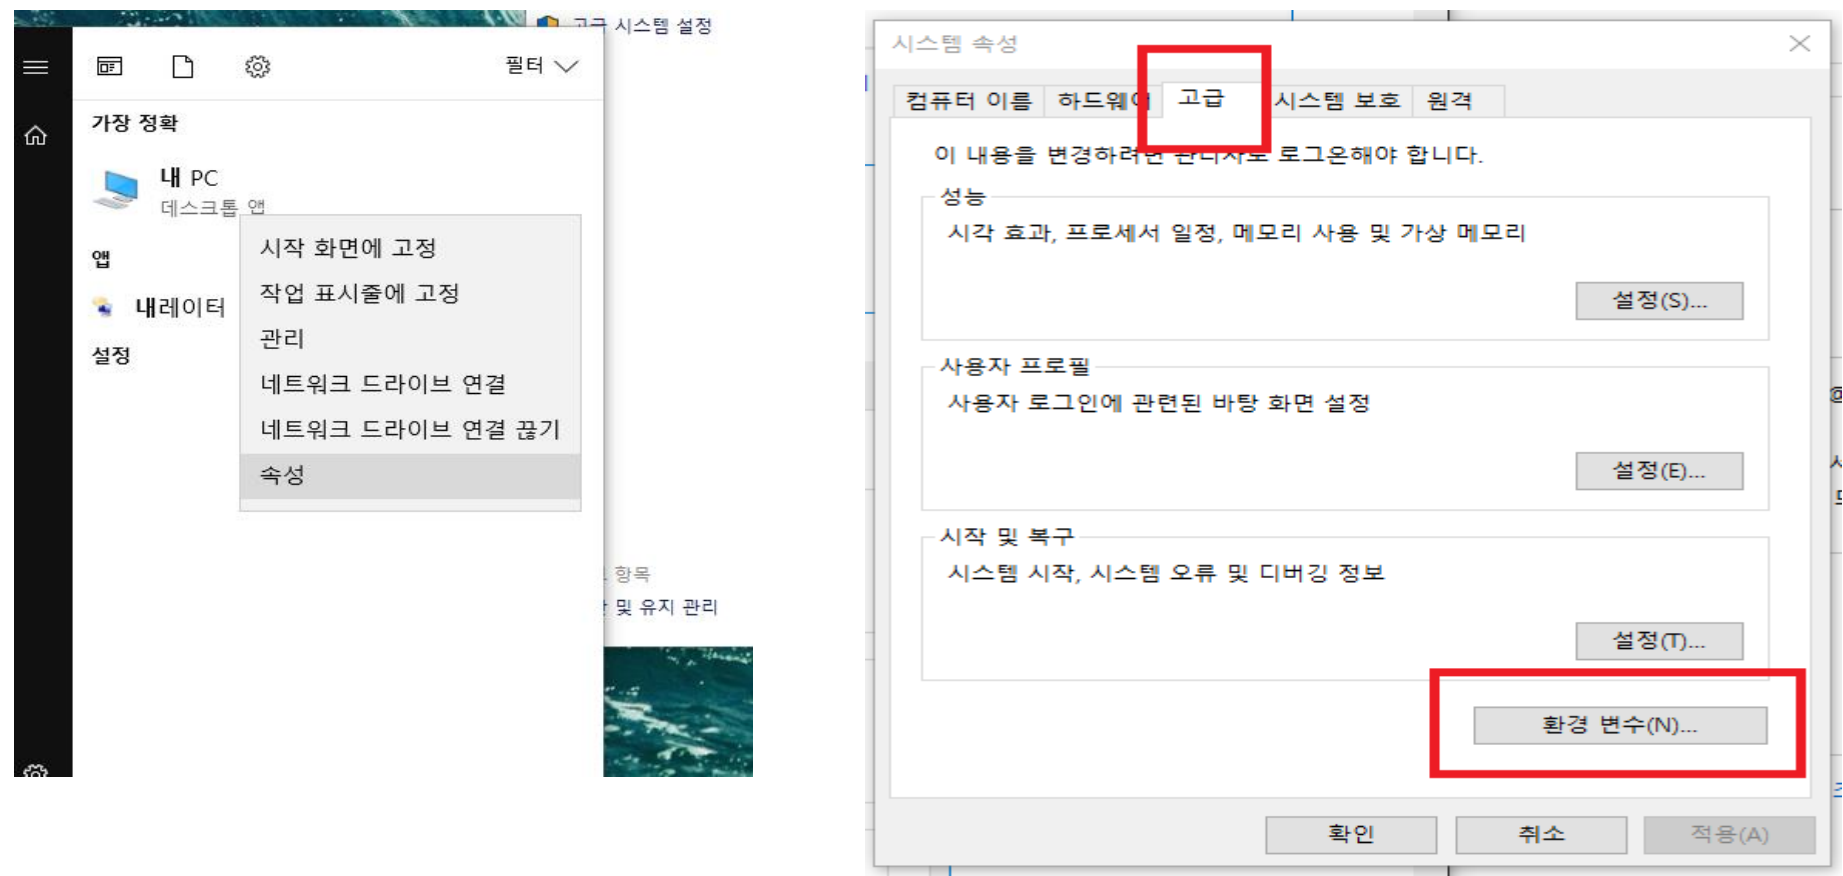 고급 시스템 설정
필터
가장 정확
내 PC
데스크톱 앱
시작 화면에 고정
앱
작업 표시줄에 고정
내레이터
관리
설정
네트워크 드라이브 연결
네트워크 드라이브 연결 끊기
속성
항목
및 유지 관리
시스템 속성
컴퓨터 이름
하드웨어
고급
시스템 보호
원격
이 내용을 변경하려면 관리자로 로그온해야 합니다.
성능
시각 효과, 프로세서 일정, 메모리 사용 및 가상 메모리
설정(S)...
사용자 프로필
사용자 로그인에 관련된 바탕 화면 설정
설정(E)...
시작 및 복구
시스템 시작, 시스템 오류 및 디버깅 정보
설정(T)...
환경 변수(N)...
확인
취소
적용(A)